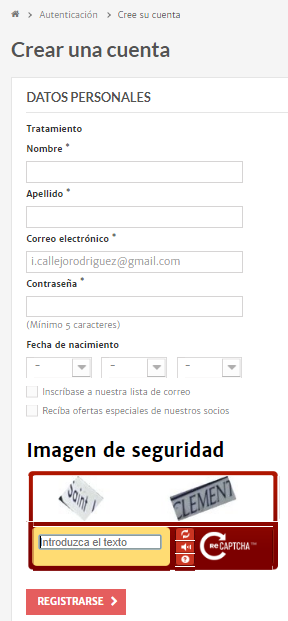 > Autenticación > Cree su cuenta
Crear una cuenta
DATOS PERSONALES
Tratamiento
Nombre *
Apellido *
Correo electrónico *
i.callejorodriguez@gmail.com
Contraseña *
(Mínimo 5 caracteres)
Fecha de nacimiento
- - -
Inscríbase a nuestra lista de correo
Reciba ofertas especiales de nuestros socios
Imagen de seguridad
Saint I CLEMENT
Introduzca el texto
reCAPTCHA™
REGISTRARSE >